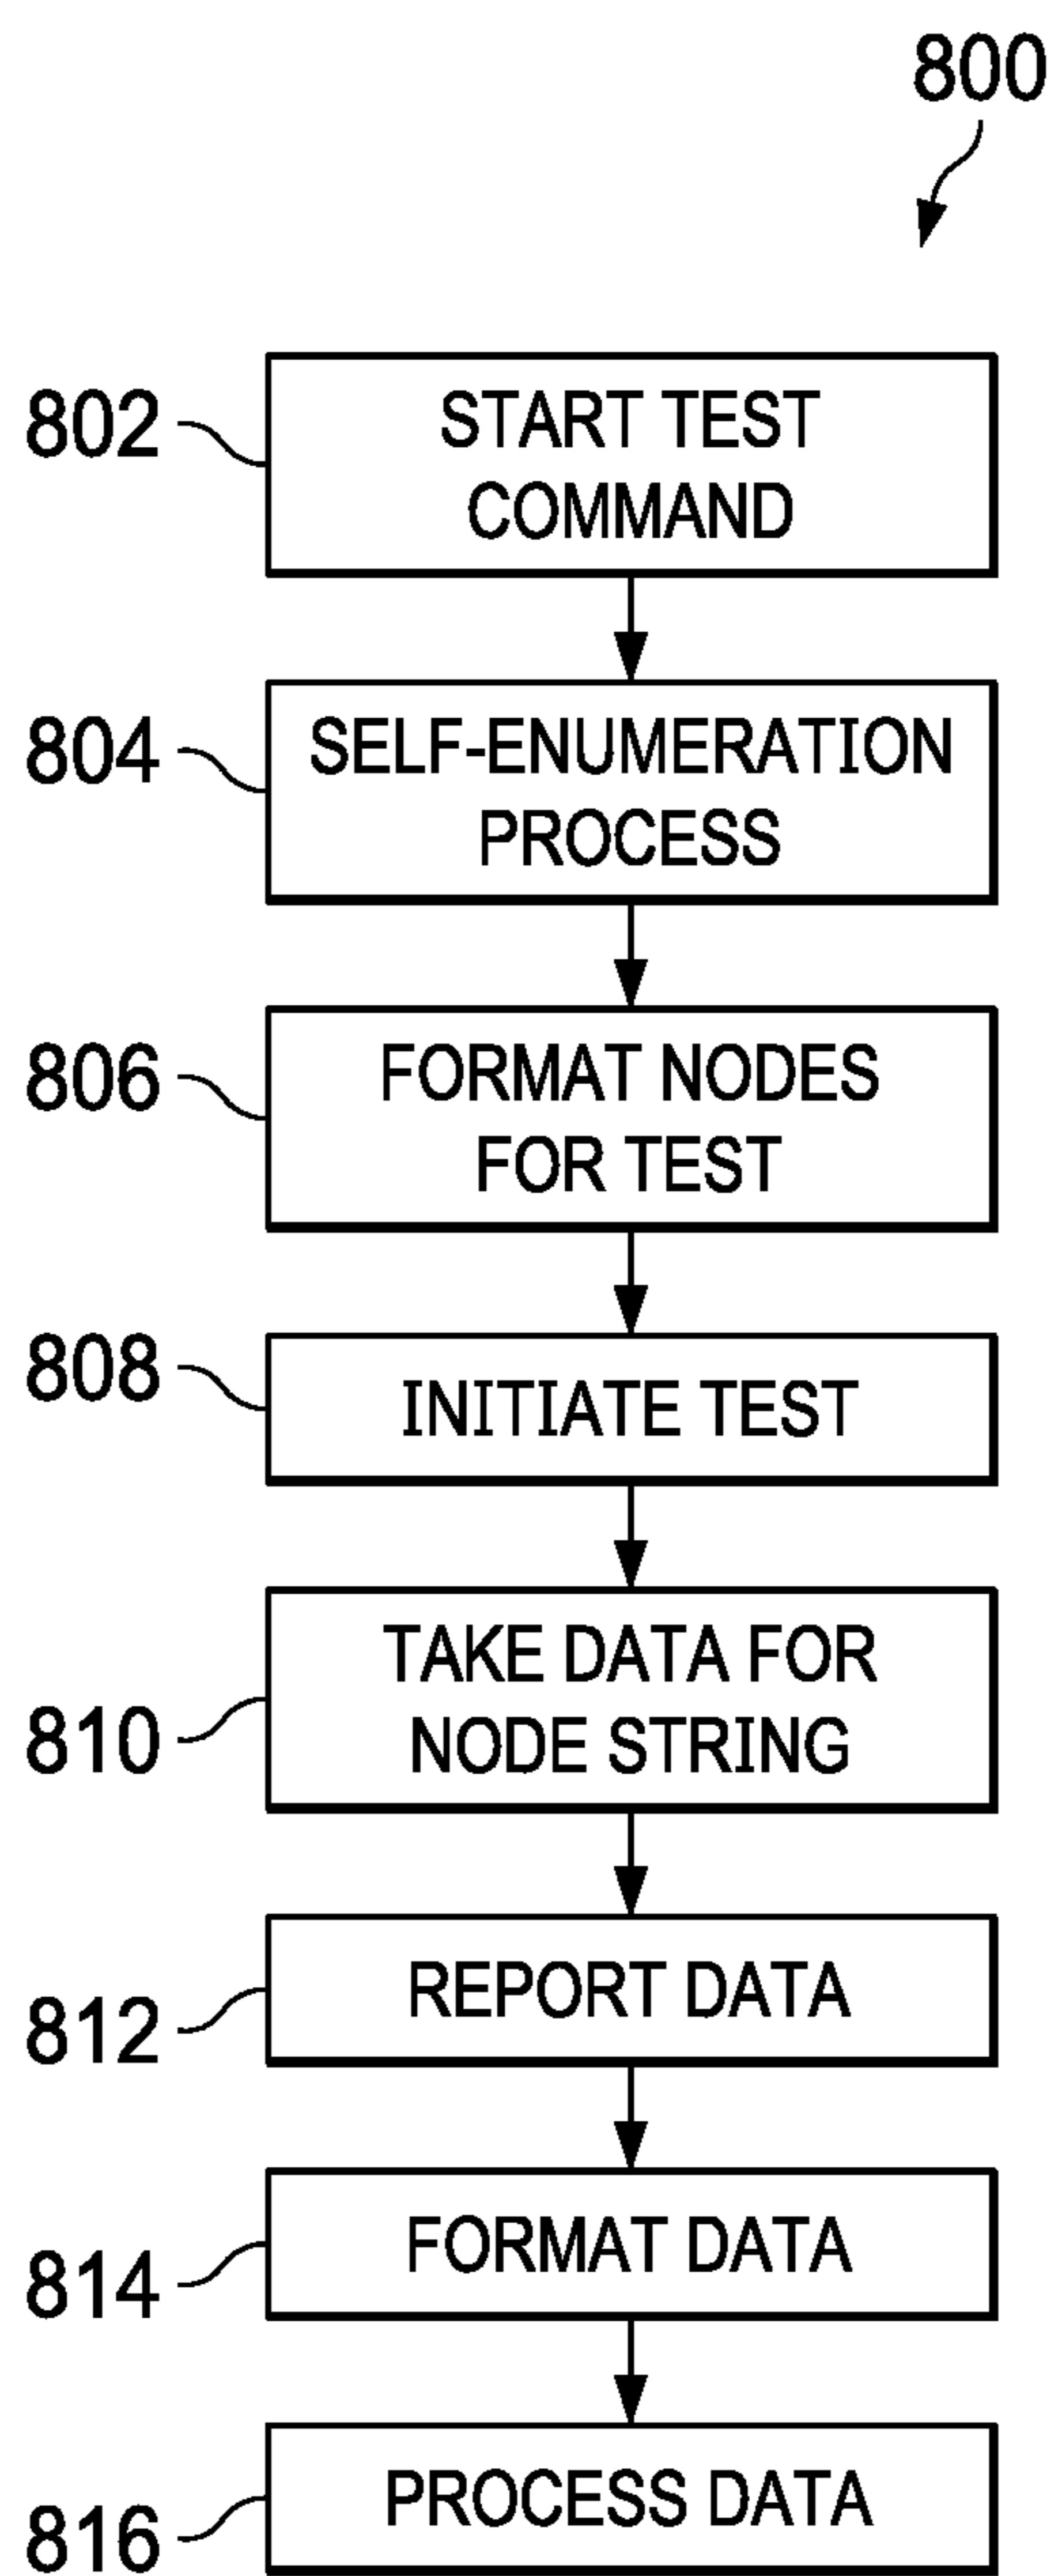 800
802
START TEST
COMMAND
804
SELF-ENUMERATION
PROCESS
806
FORMAT NODES
FOR TEST
808
INITIATE TEST
810
TAKE DATA FOR
NODE STRING
812
REPORT DATA
814
FORMAT DATA
816
PROCESS DATA